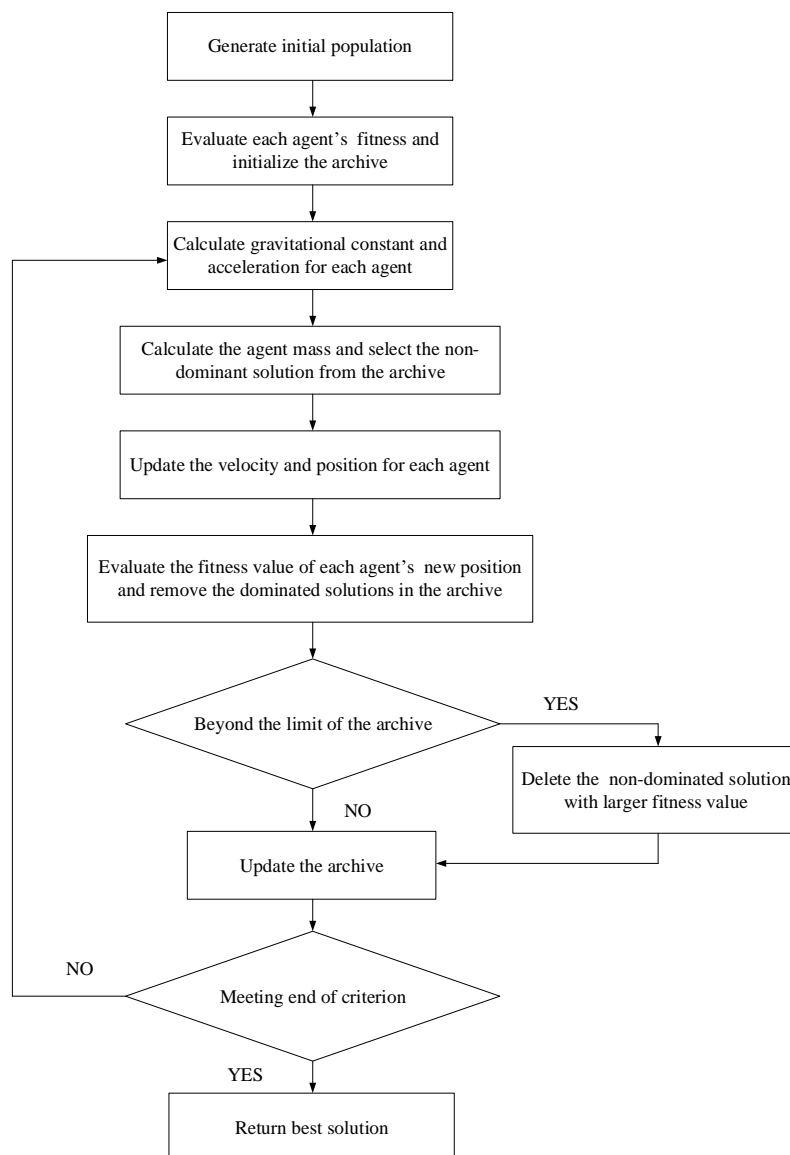 Generate initial population
Evaluate each agent's fitness and
initialize the archive
Calculate gravitational constant and
acceleration for each agent
Calculate the agent mass and select the non-
dominant solution from the archive
Update the velocity and position for each agent
Evaluate the fitness value of each agent's new position
and remove the dominated solutions in the archive
Beyond the limit of the archive
YES
Delete the non-dominated solution
with larger fitness value
NO
Update the archive
NO
Meeting end of criterion
YES
Return best solution